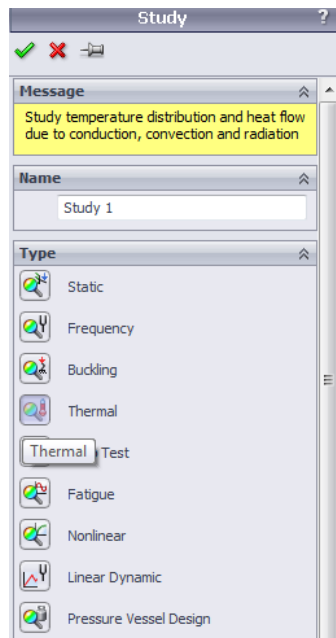 Study ?
Message
Study temperature distribution and heat flow
due to conduction, convection and radiation
Name
Study 1
Type
Static
Frequency
Buckling
Thermal
Thermal Test
Fatigue
Nonlinear
Linear Dynamic
Pressure Vessel Design